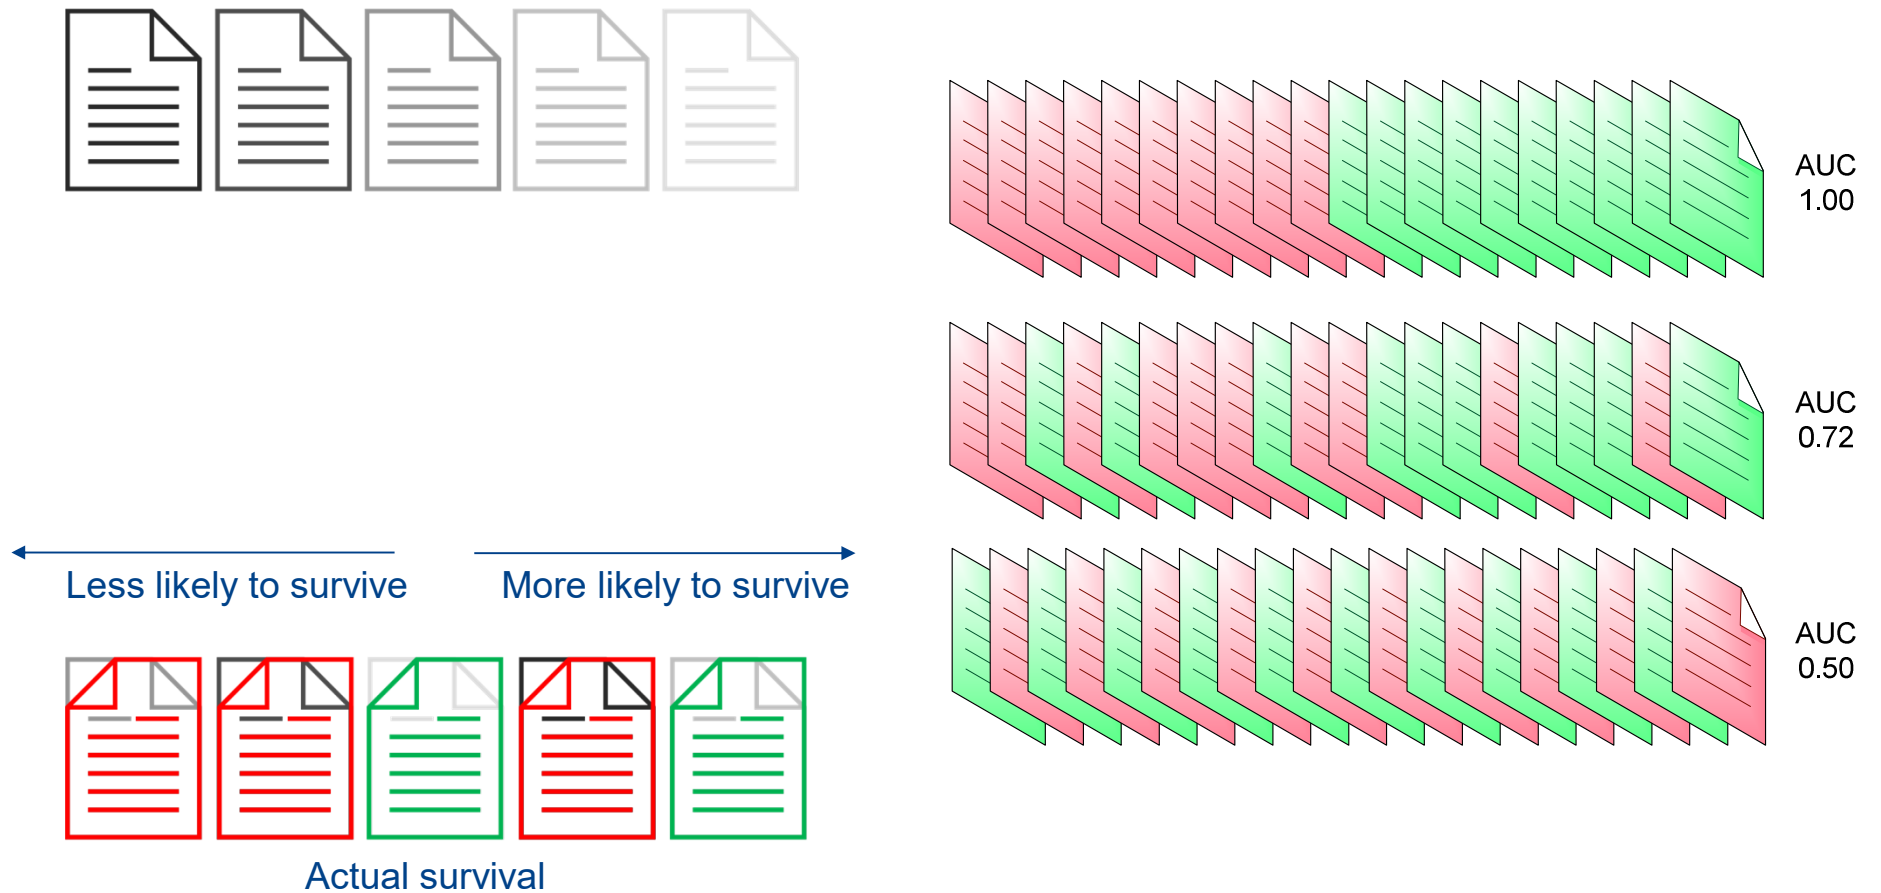 AUC
1.00
AUC
0.72
Less likely to survive
More likely to survive
AUC
0.50
Actual survival